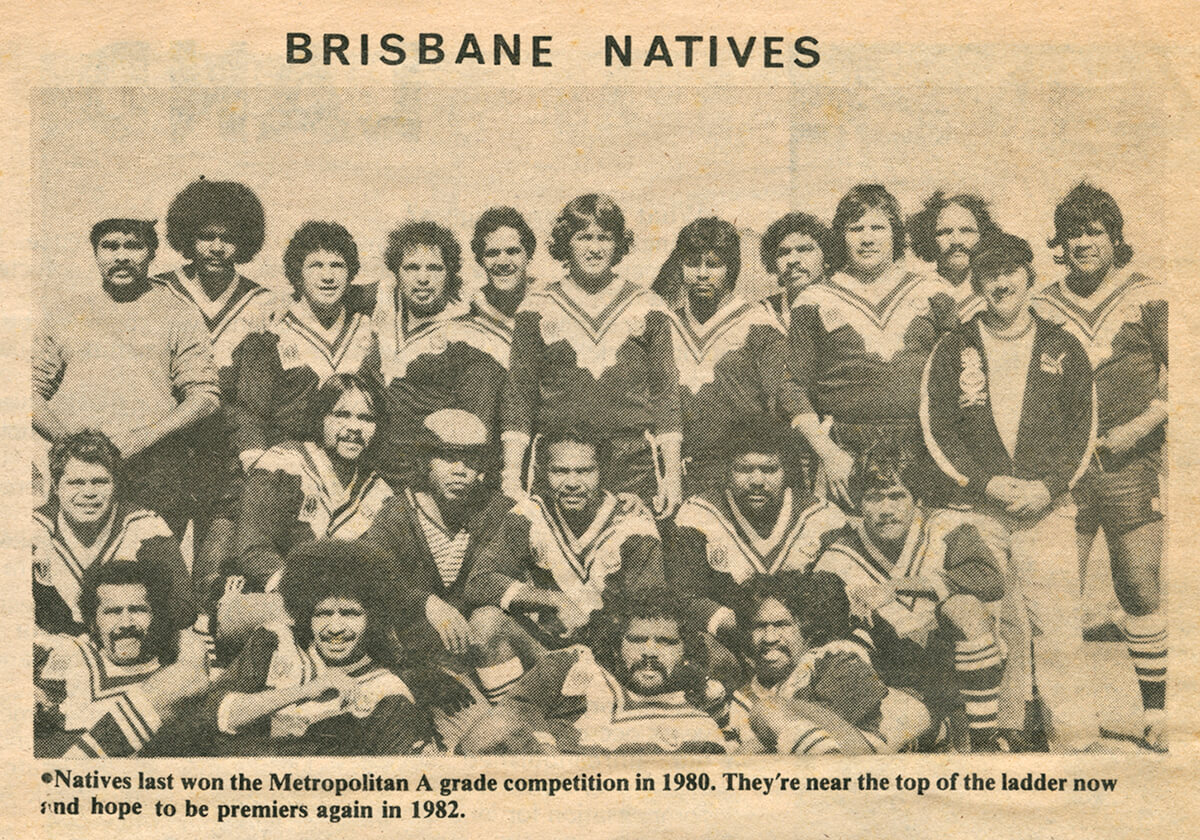 BRISBANE NATIVES
•Natives last won the Metropolitan A grade competition in 1980. They're near the top of the ladder now
and hope to be premiers again in 1982.